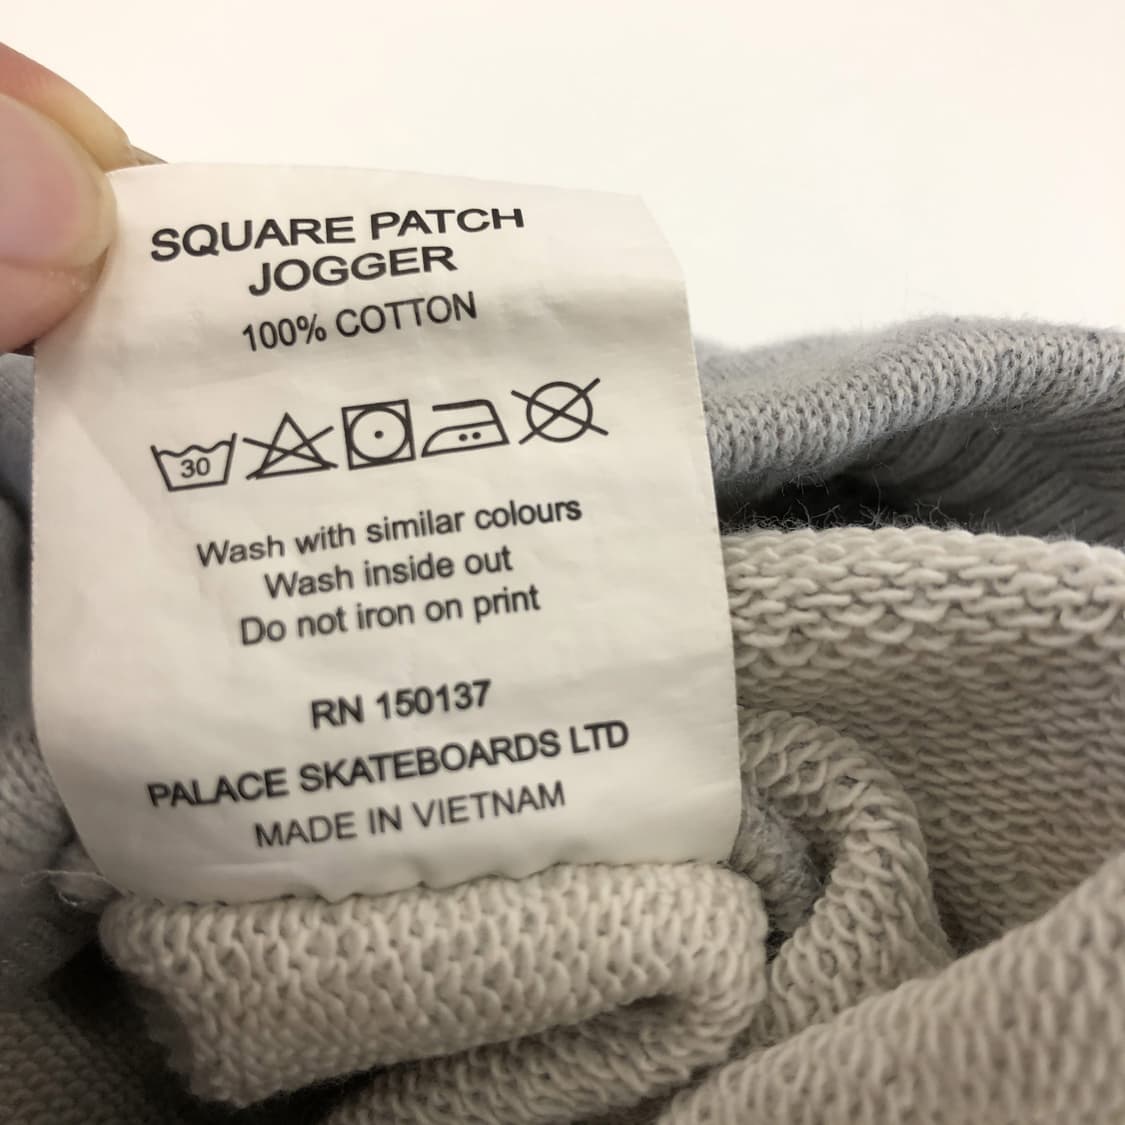 SQUARE PATCH
JOGGER
100% COTTON
30
Wash with similar colours
Wash inside out
Do not iron on print
RN 150137
PALACE SKATEBOARDS LTD
MADE IN VIETNAM